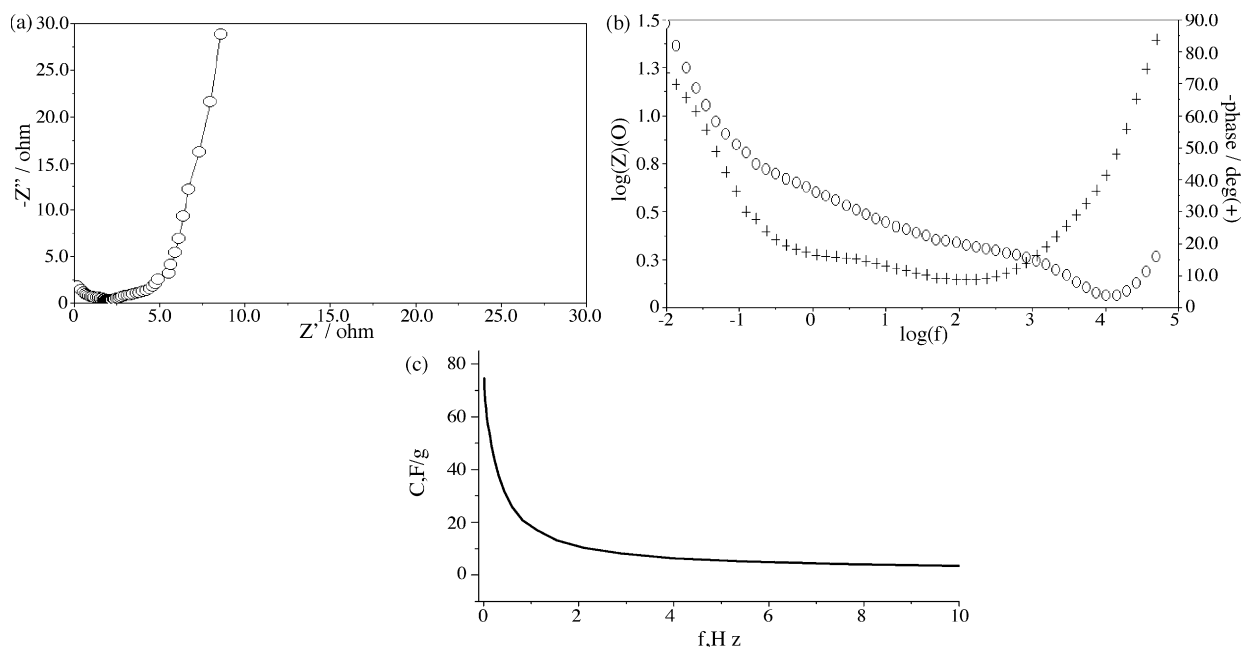 (a)
30.0
25.0
20.0
15.0
10.0
5.0
0
-Z" / ohm
0 5.0 10.0 15.0 20.0 25.0 30.0
Z' / ohm
(b)
1.5
1.3
1.0
0.8
0.5
0.3
0
log(Z)(O)
90.0
80.0
70.0
60.0
50.0
40.0
30.0
20.0
10.0
0
-phase / deg(+)
-2 -1 0 1 2 3 4 5
log(f)
(c)
80
60
40
20
0
C,F/g
0 2 4 6 8 10
f,H z